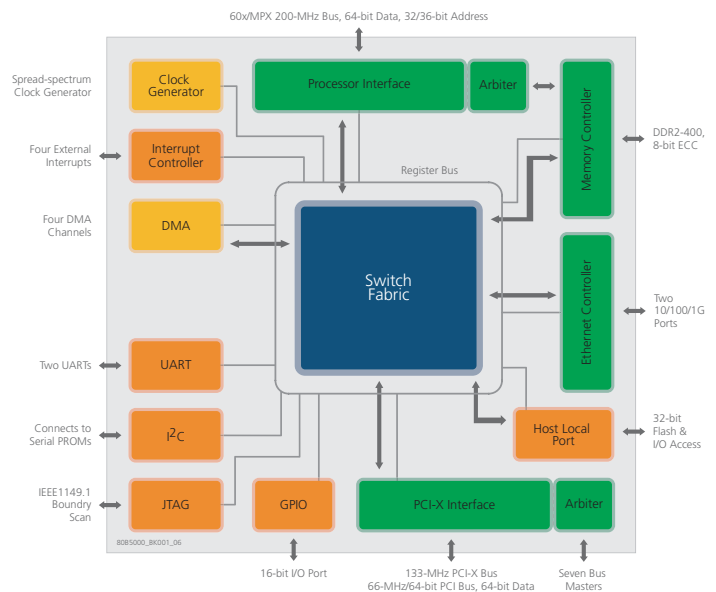 60x/MPX 200-MHz Bus, 64-bit Data, 32/36-bit Address
Spread-spectrum
Clock Generator
Clock
Generator
Processor Interface
Arbiter
Memory Controller
DDR2-400,
8-bit ECC
Four External
Interrupts
Interrupt
Controller
Register Bus
Four DMA
Channels
DMA
Switch
Fabric
Ethernet Controller
Two
10/100/1G
Ports
Two UARTs
UART
Connects to
Serial PROMs
I2C
Host Local
Port
32-bit
Flash &
I/O Access
IEEE1149.1
Boundry
Scan
JTAG
GPIO
PCI-X Interface
Arbiter
80B5000_BK001_06
16-bit I/O Port
133-MHz PCI-X Bus
66-MHz/64-bit PCI Bus, 64-bit Data
Seven Bus
Masters